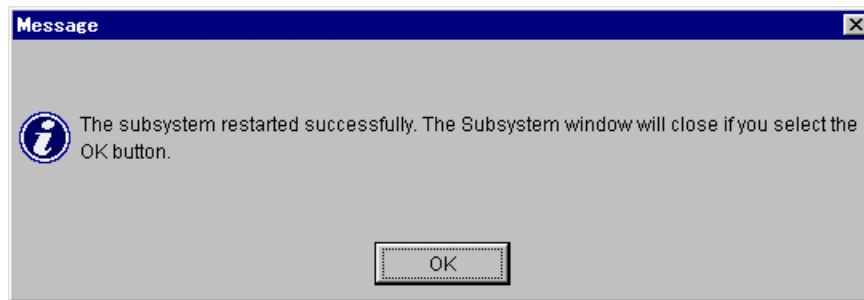 Message
The subsystem restarted successfully. The Subsystem window will close if you select the
OK button.
OK